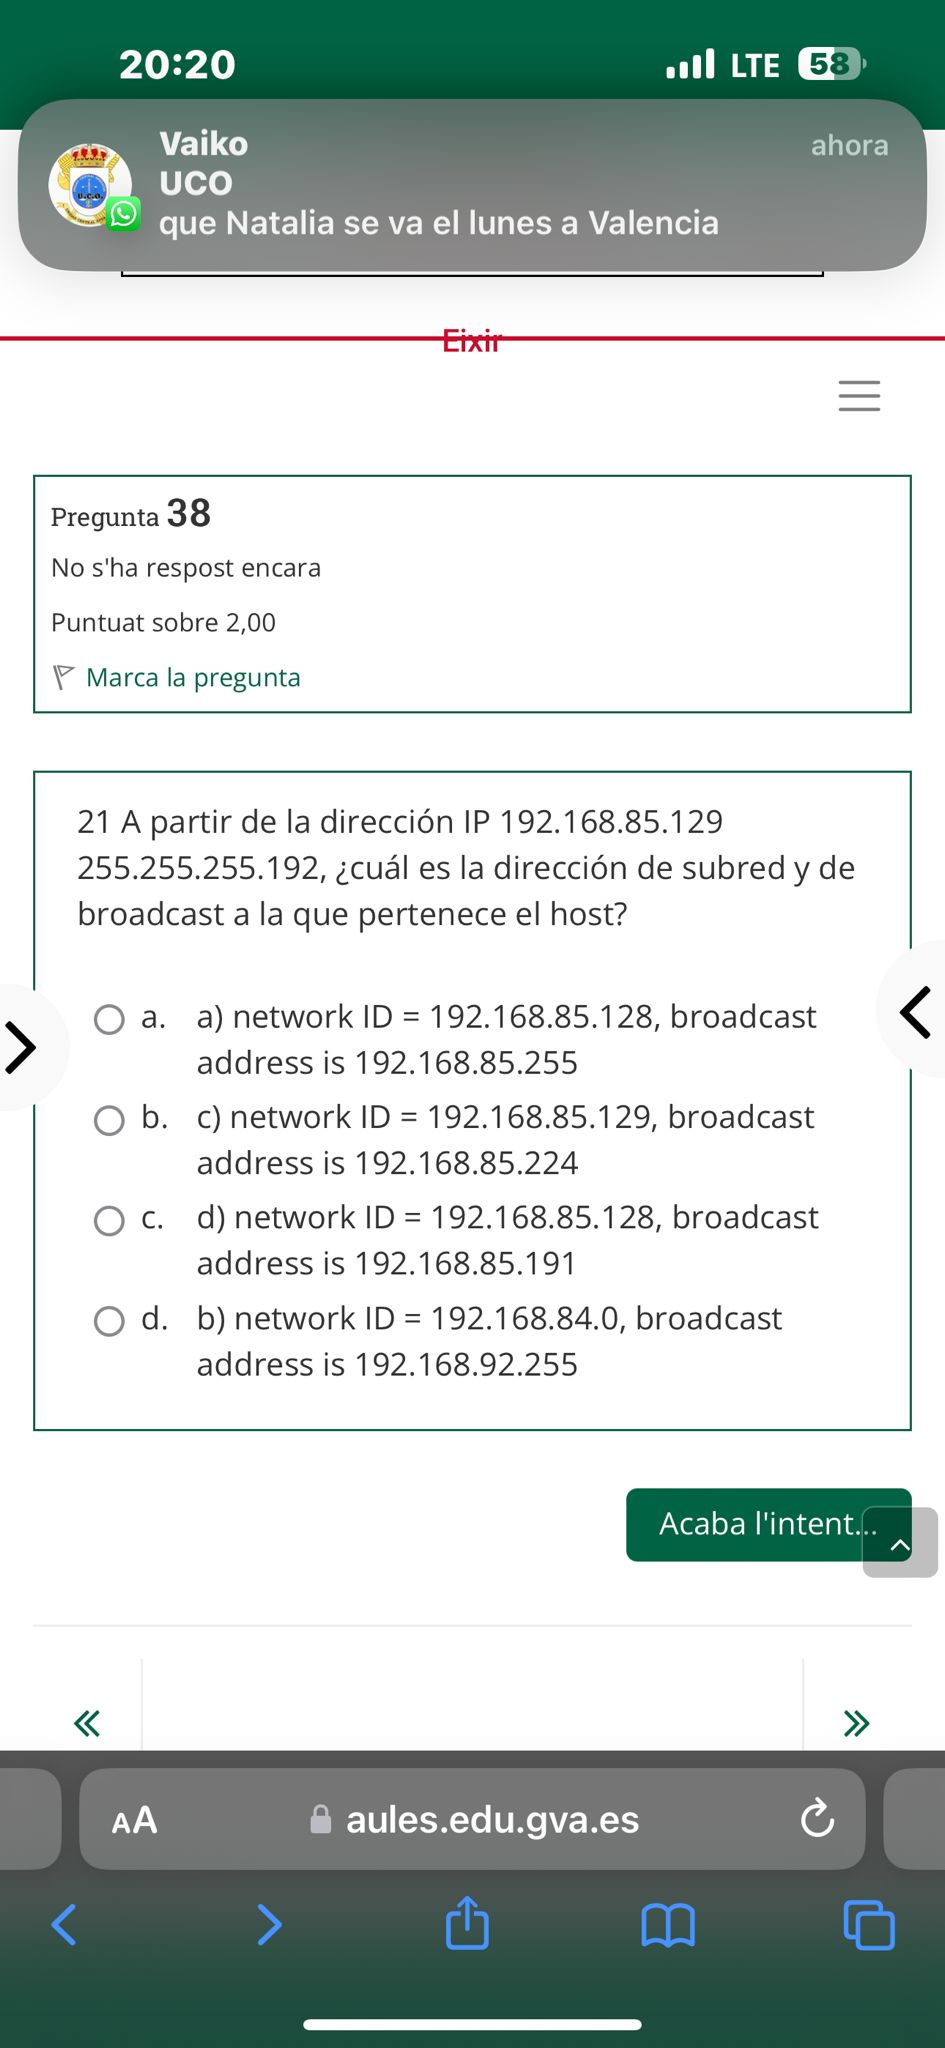 20:20
LTE
58
Vaiko
ahora
UCO
que Natalia se va el lunes a Valencia
U.C.O.
Eixir
Pregunta 38
No s'ha respost encara
Puntuat sobre 2,00
Marca la pregunta
21 A partir de la dirección IP 192.168.85.129
255.255.255.192, ¿cuál es la dirección de subred y de
broadcast a la que pertenece el host?
a. a) network ID = 192.168.85.128, broadcast
address is 192.168.85.255
b. c) network ID = 192.168.85.129, broadcast
address is 192.168.85.224
c. d) network ID = 192.168.85.128, broadcast
address is 192.168.85.191
d. b) network ID = 192.168.84.0, broadcast
address is 192.168.92.255
Acaba l'intent...
AA
aules.edu.gva.es